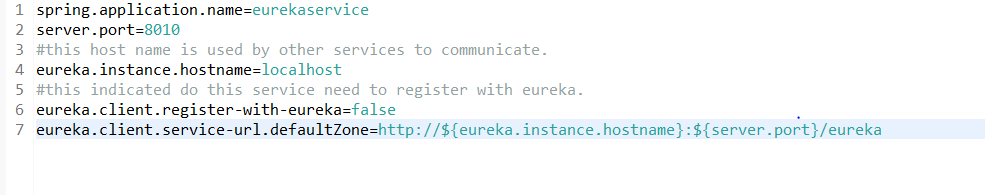 1 spring.application.name=eurekaservice
2 server.port=8010
3 #this host name is used by other services to communicate.
4 eureka.instance.hostname=localhost
5 #this indicated do this service need to register with eureka.
6 eureka.client.register-with-eureka=false
7 eureka.client.service-url.defaultZone=http://${eureka.instance.hostname}:${server.port}/eureka